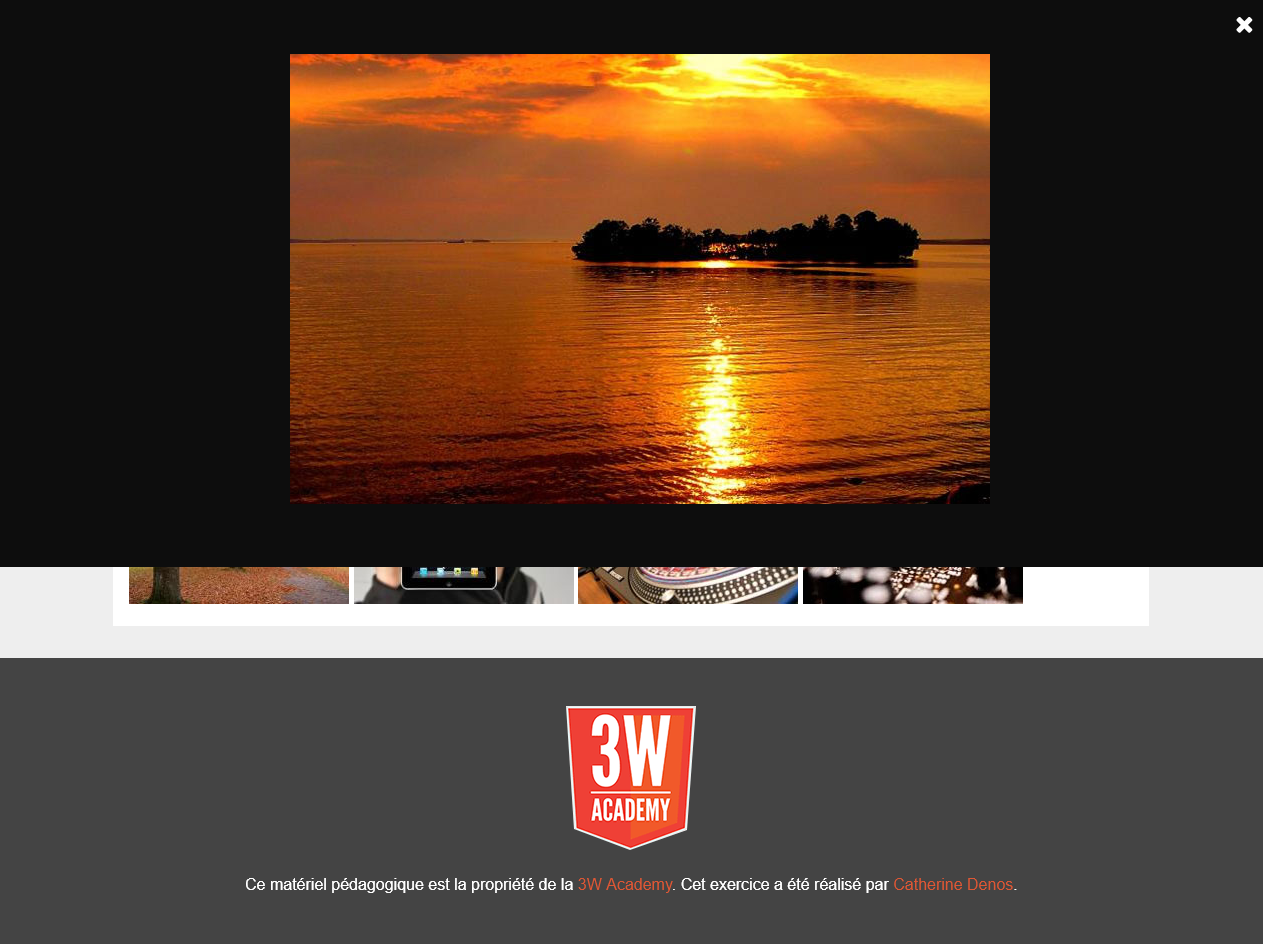 3W
ACADEMY
Ce matériel pédagogique est la propriété de la 3W Academy. Cet exercice a été réalisé par Catherine Denos.